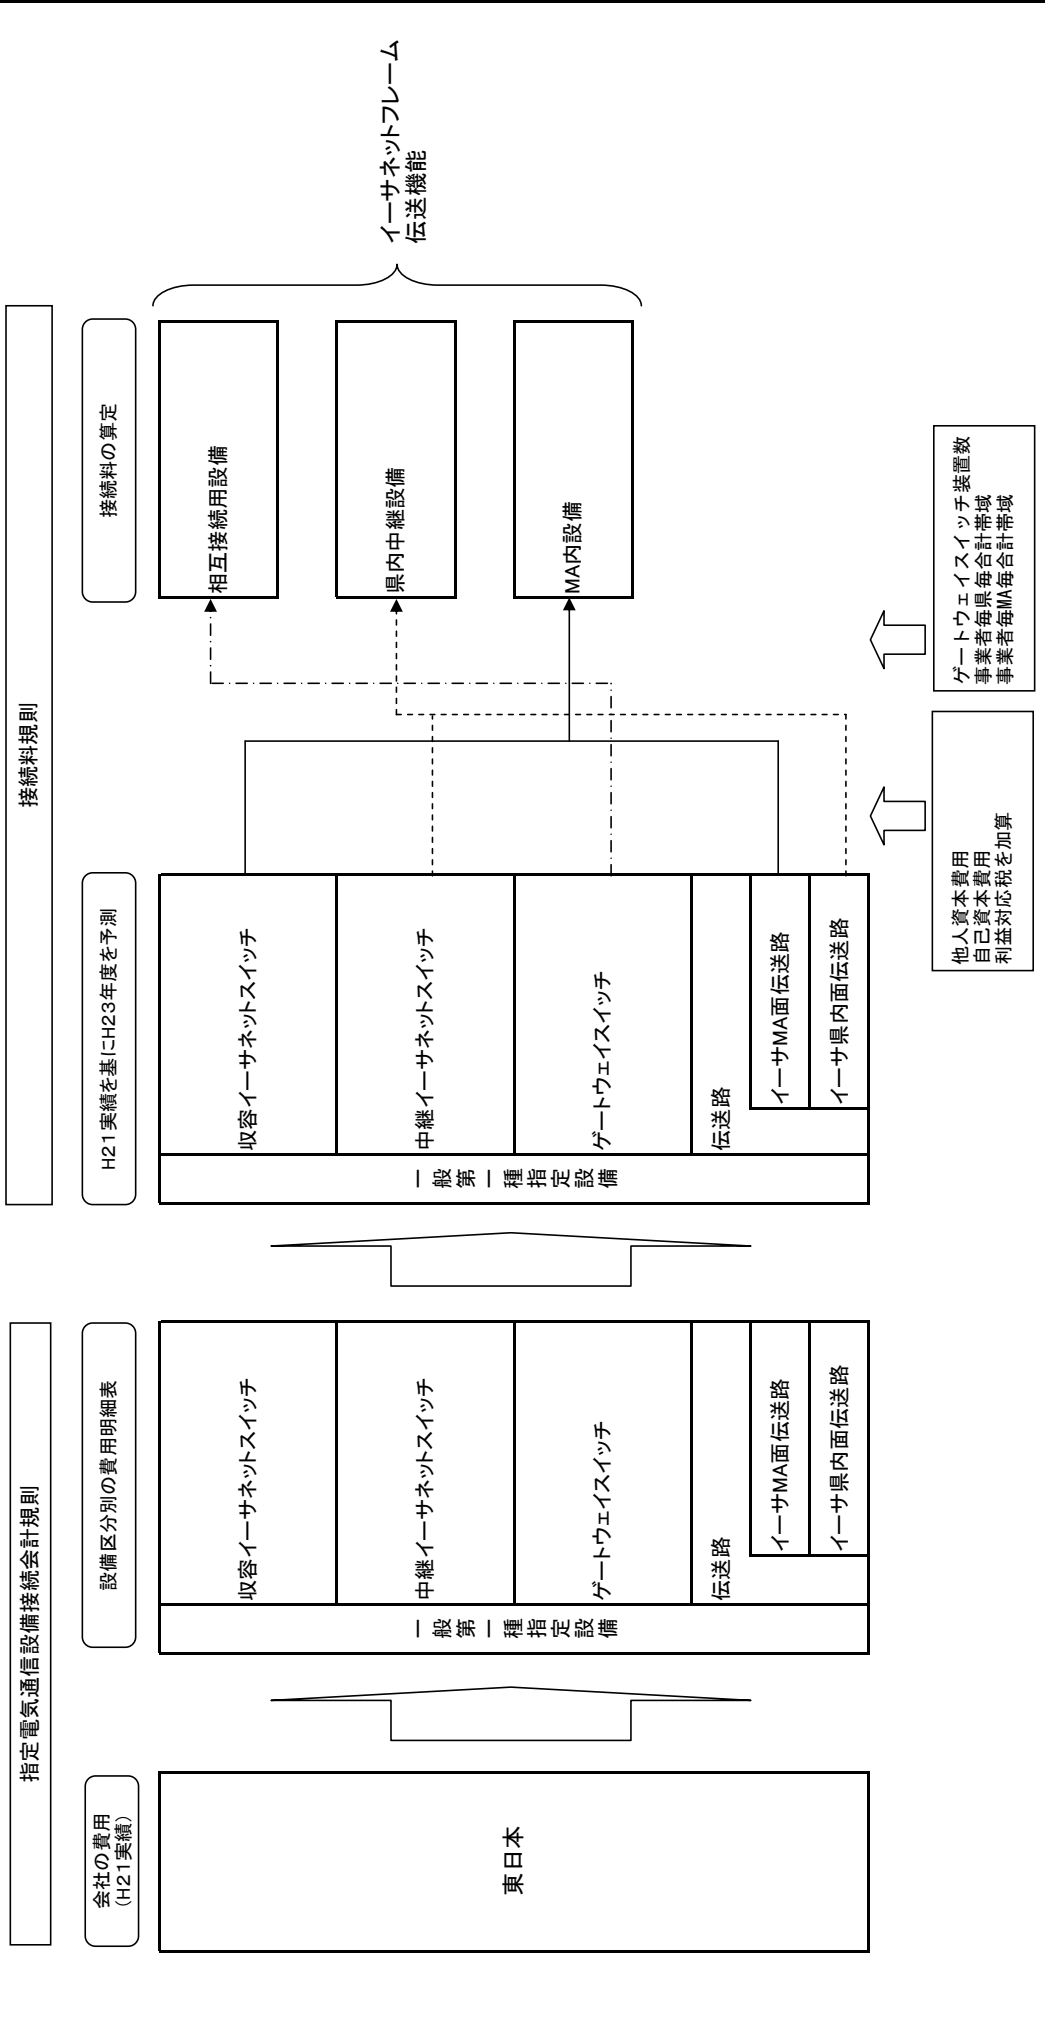 指定電気通信設備接続会計規則
接続料規則
会社の費用
(H21実績)
設備区分別の費用明細表
H21実績を基にH23年度を予測
接続料の算定
東日本
一般第一種指定設備
収容イーサネットスイッチ
中継イーサネットスイッチ
ゲートウェイスイッチ
伝送路
イーサMA面伝送路
イーサ県内面伝送路
一般第一種指定設備
収容イーサネットスイッチ
中継イーサネットスイッチ
ゲートウェイスイッチ
伝送路
イーサMA面伝送路
イーサ県内面伝送路
相互接続用設備
県内中継設備
MA内設備
イーサネットフレーム
伝送機能
他人資本費用
自己資本費用
利益対応税を加算
ゲートウェイスイッチ装置数
事業者毎県毎合計帯域
事業者毎MA毎合計帯域